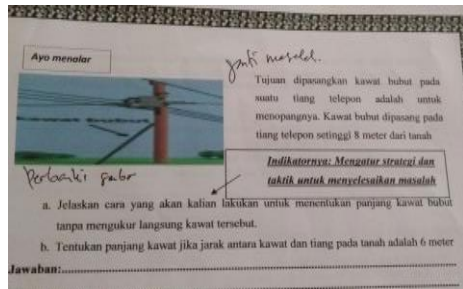 Ayo menalar
ganti masalah.
Tujuan dipasangkan kawat bubut pada
suatu tiang telepon adalah untuk
menopangnya. Kawat bubut dipasang pada
tiang telepon setinggi 8 meter dari tanah
Perbaiki gambar
Indikatornya: Mengatur strategi dan
taktik untuk menyelesaikan masalah
a. Jelaskan cara yang akan kalian lakukan untuk menentukan panjang kawat bubut
tanpa mengukur langsung kawat tersebut.
b. Tentukan panjang kawat jika jarak antara kawat dan tiang pada tanah adalah 6 meter
Jawaban: